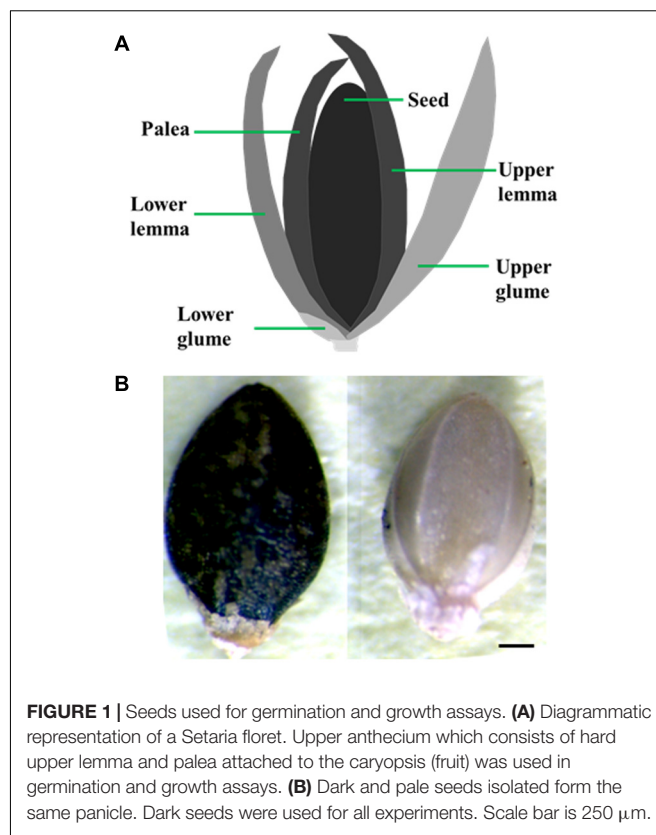 A
Seed
Palea
Upper
lemma
Lower
lemma
Upper
glume
Lower
glume
B
FIGURE 1 | Seeds used for germination and growth assays. (A) Diagrammatic
representation of a Setaria floret. Upper anthecium which consists of hard
upper lemma and palea attached to the caryopsis (fruit) was used in
germination and growth assays. (B) Dark and pale seeds isolated form the
same panicle. Dark seeds were used for all experiments. Scale bar is 250 μm.